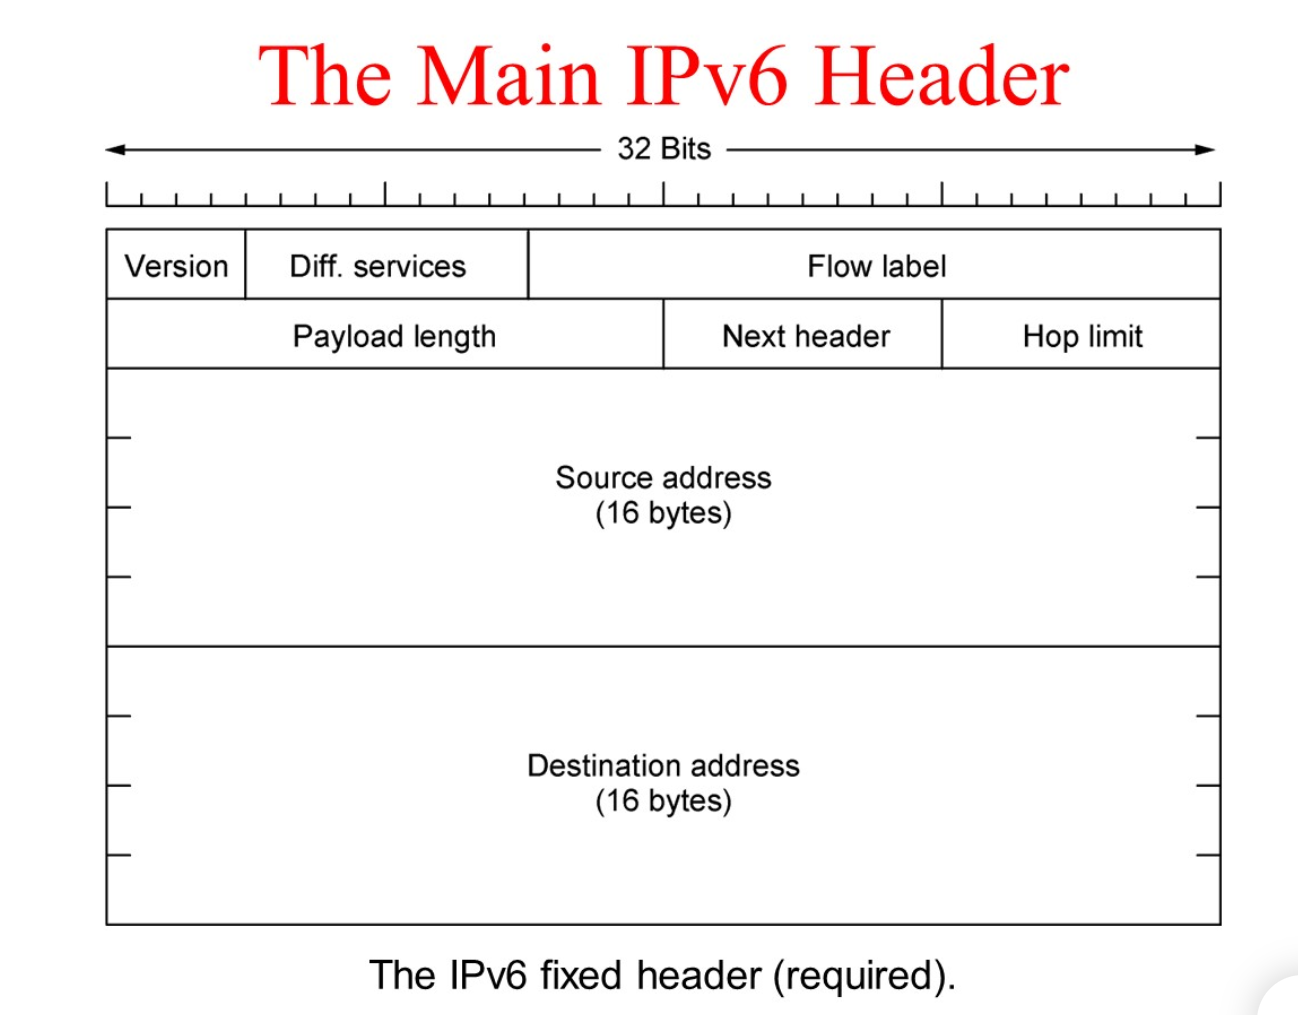 The Main IPv6 Header
32 Bits
Version Diff. services Flow label
Payload length Next header Hop limit
Source address
(16 bytes)
Destination address
(16 bytes)
The IPv6 fixed header (required).